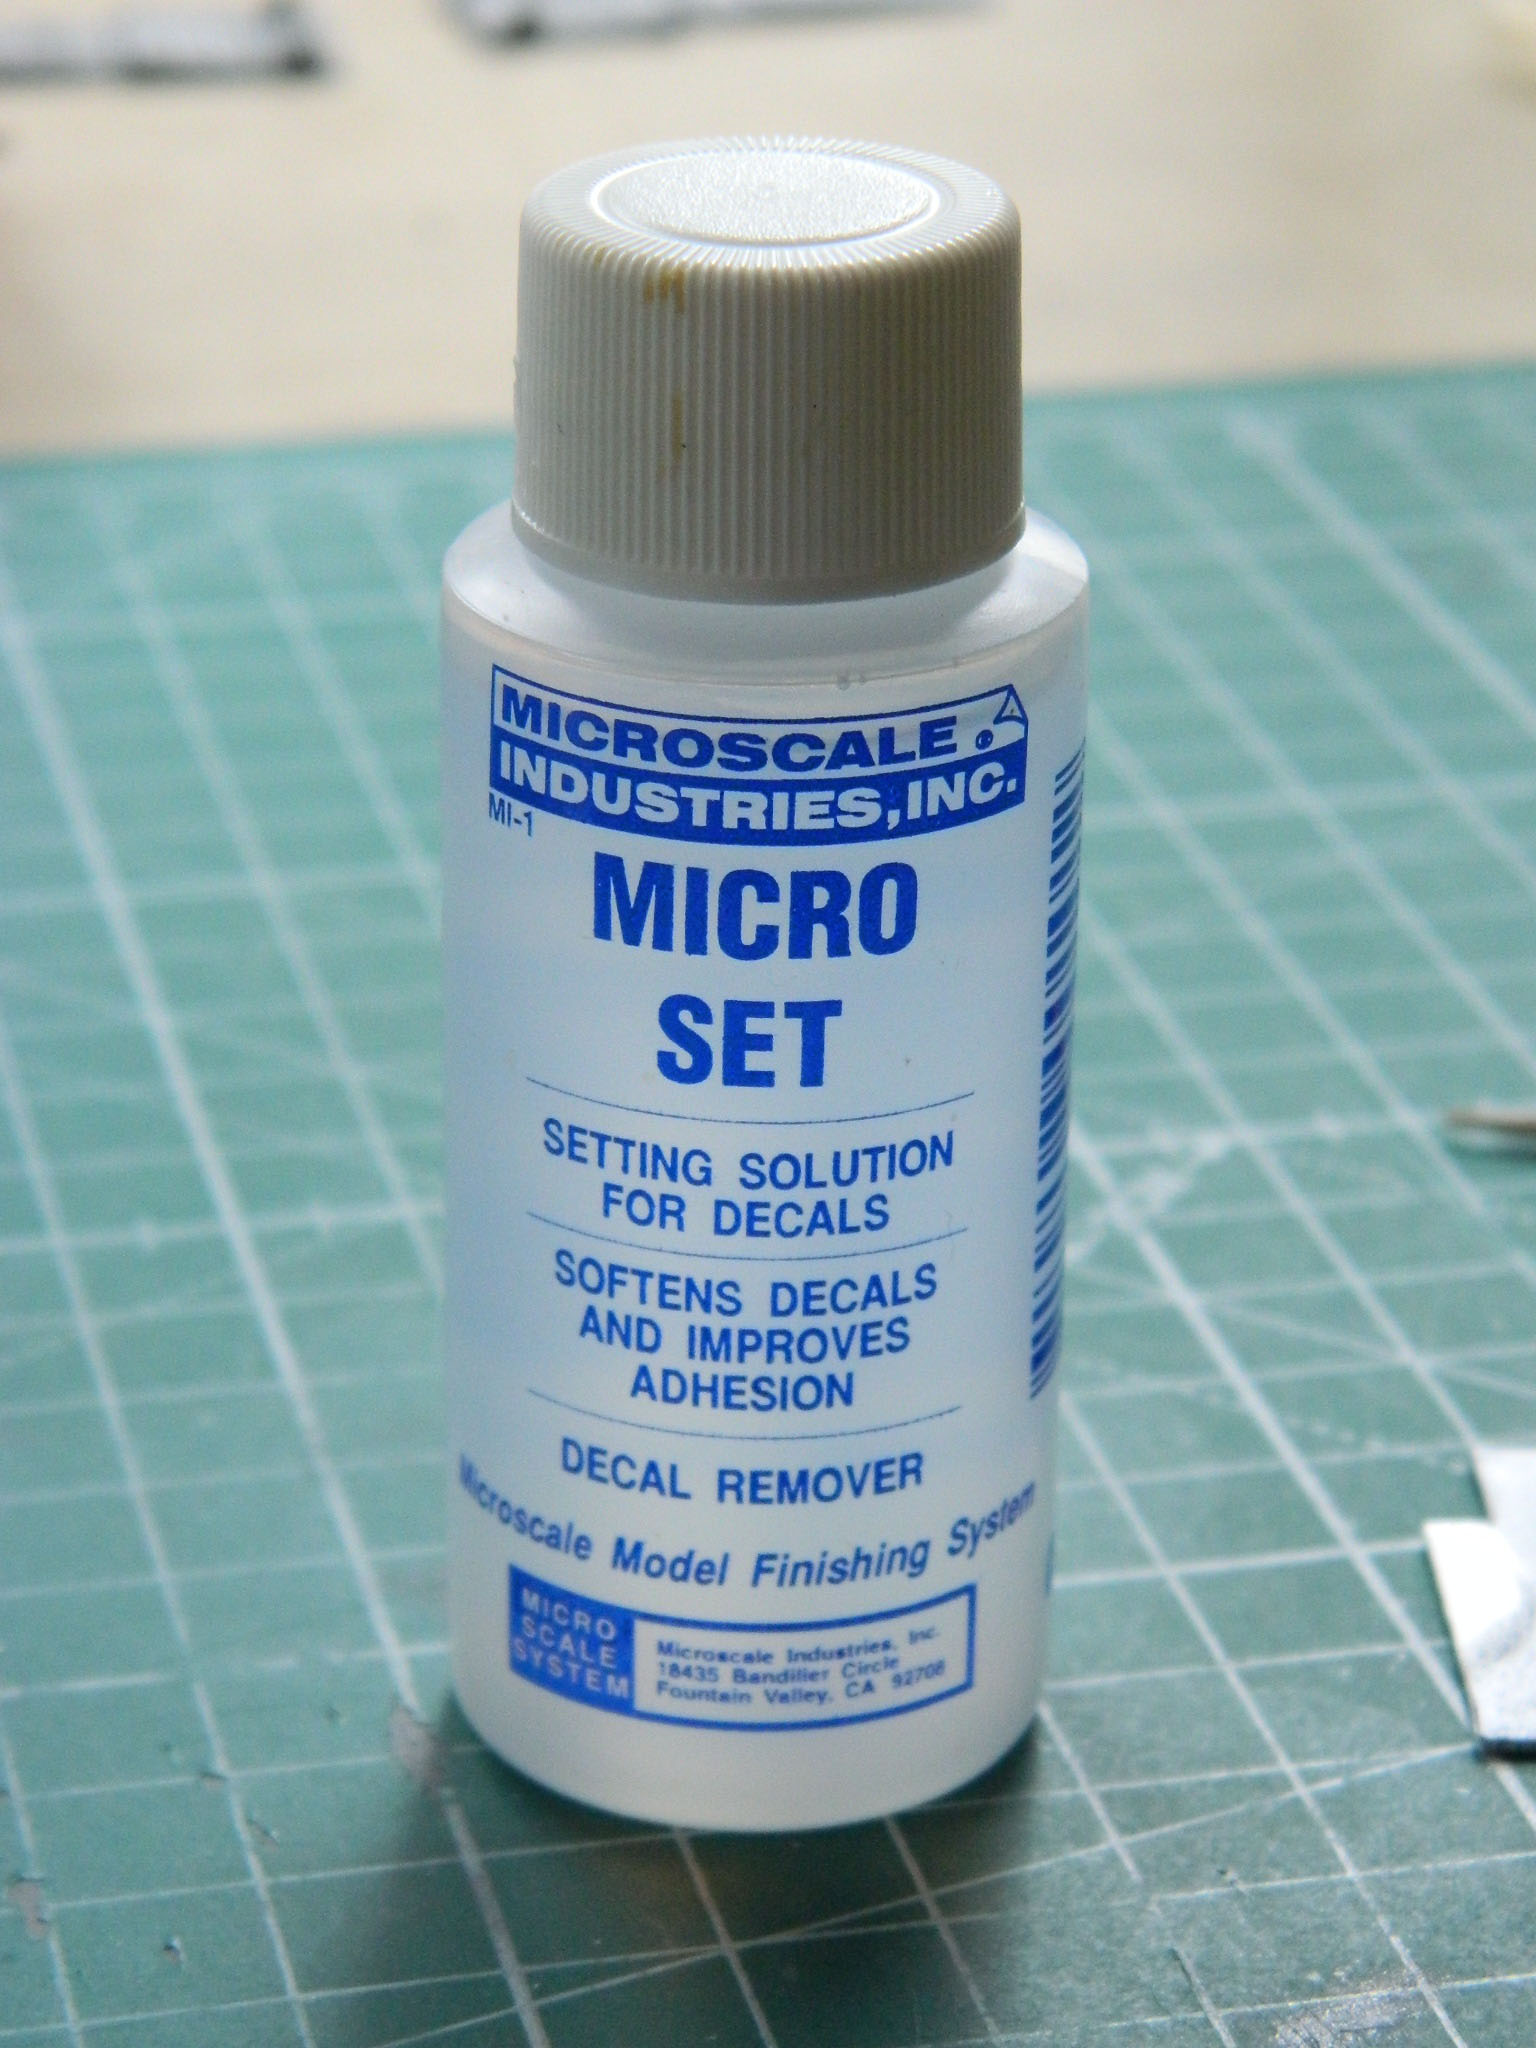 MICROSCALE ®
INDUSTRIES, INC.
MI-1
MICRO
SET
SETTING SOLUTION
FOR DECALS
SOFTENS DECALS
AND IMPROVES
ADHESION
DECAL REMOVER
Microscale Model Finishing System
MICRO
SCALE
SYSTEM
Microscale Industries, Inc.
18435 Bandilier Circle
Fountain Valley, CA 92708